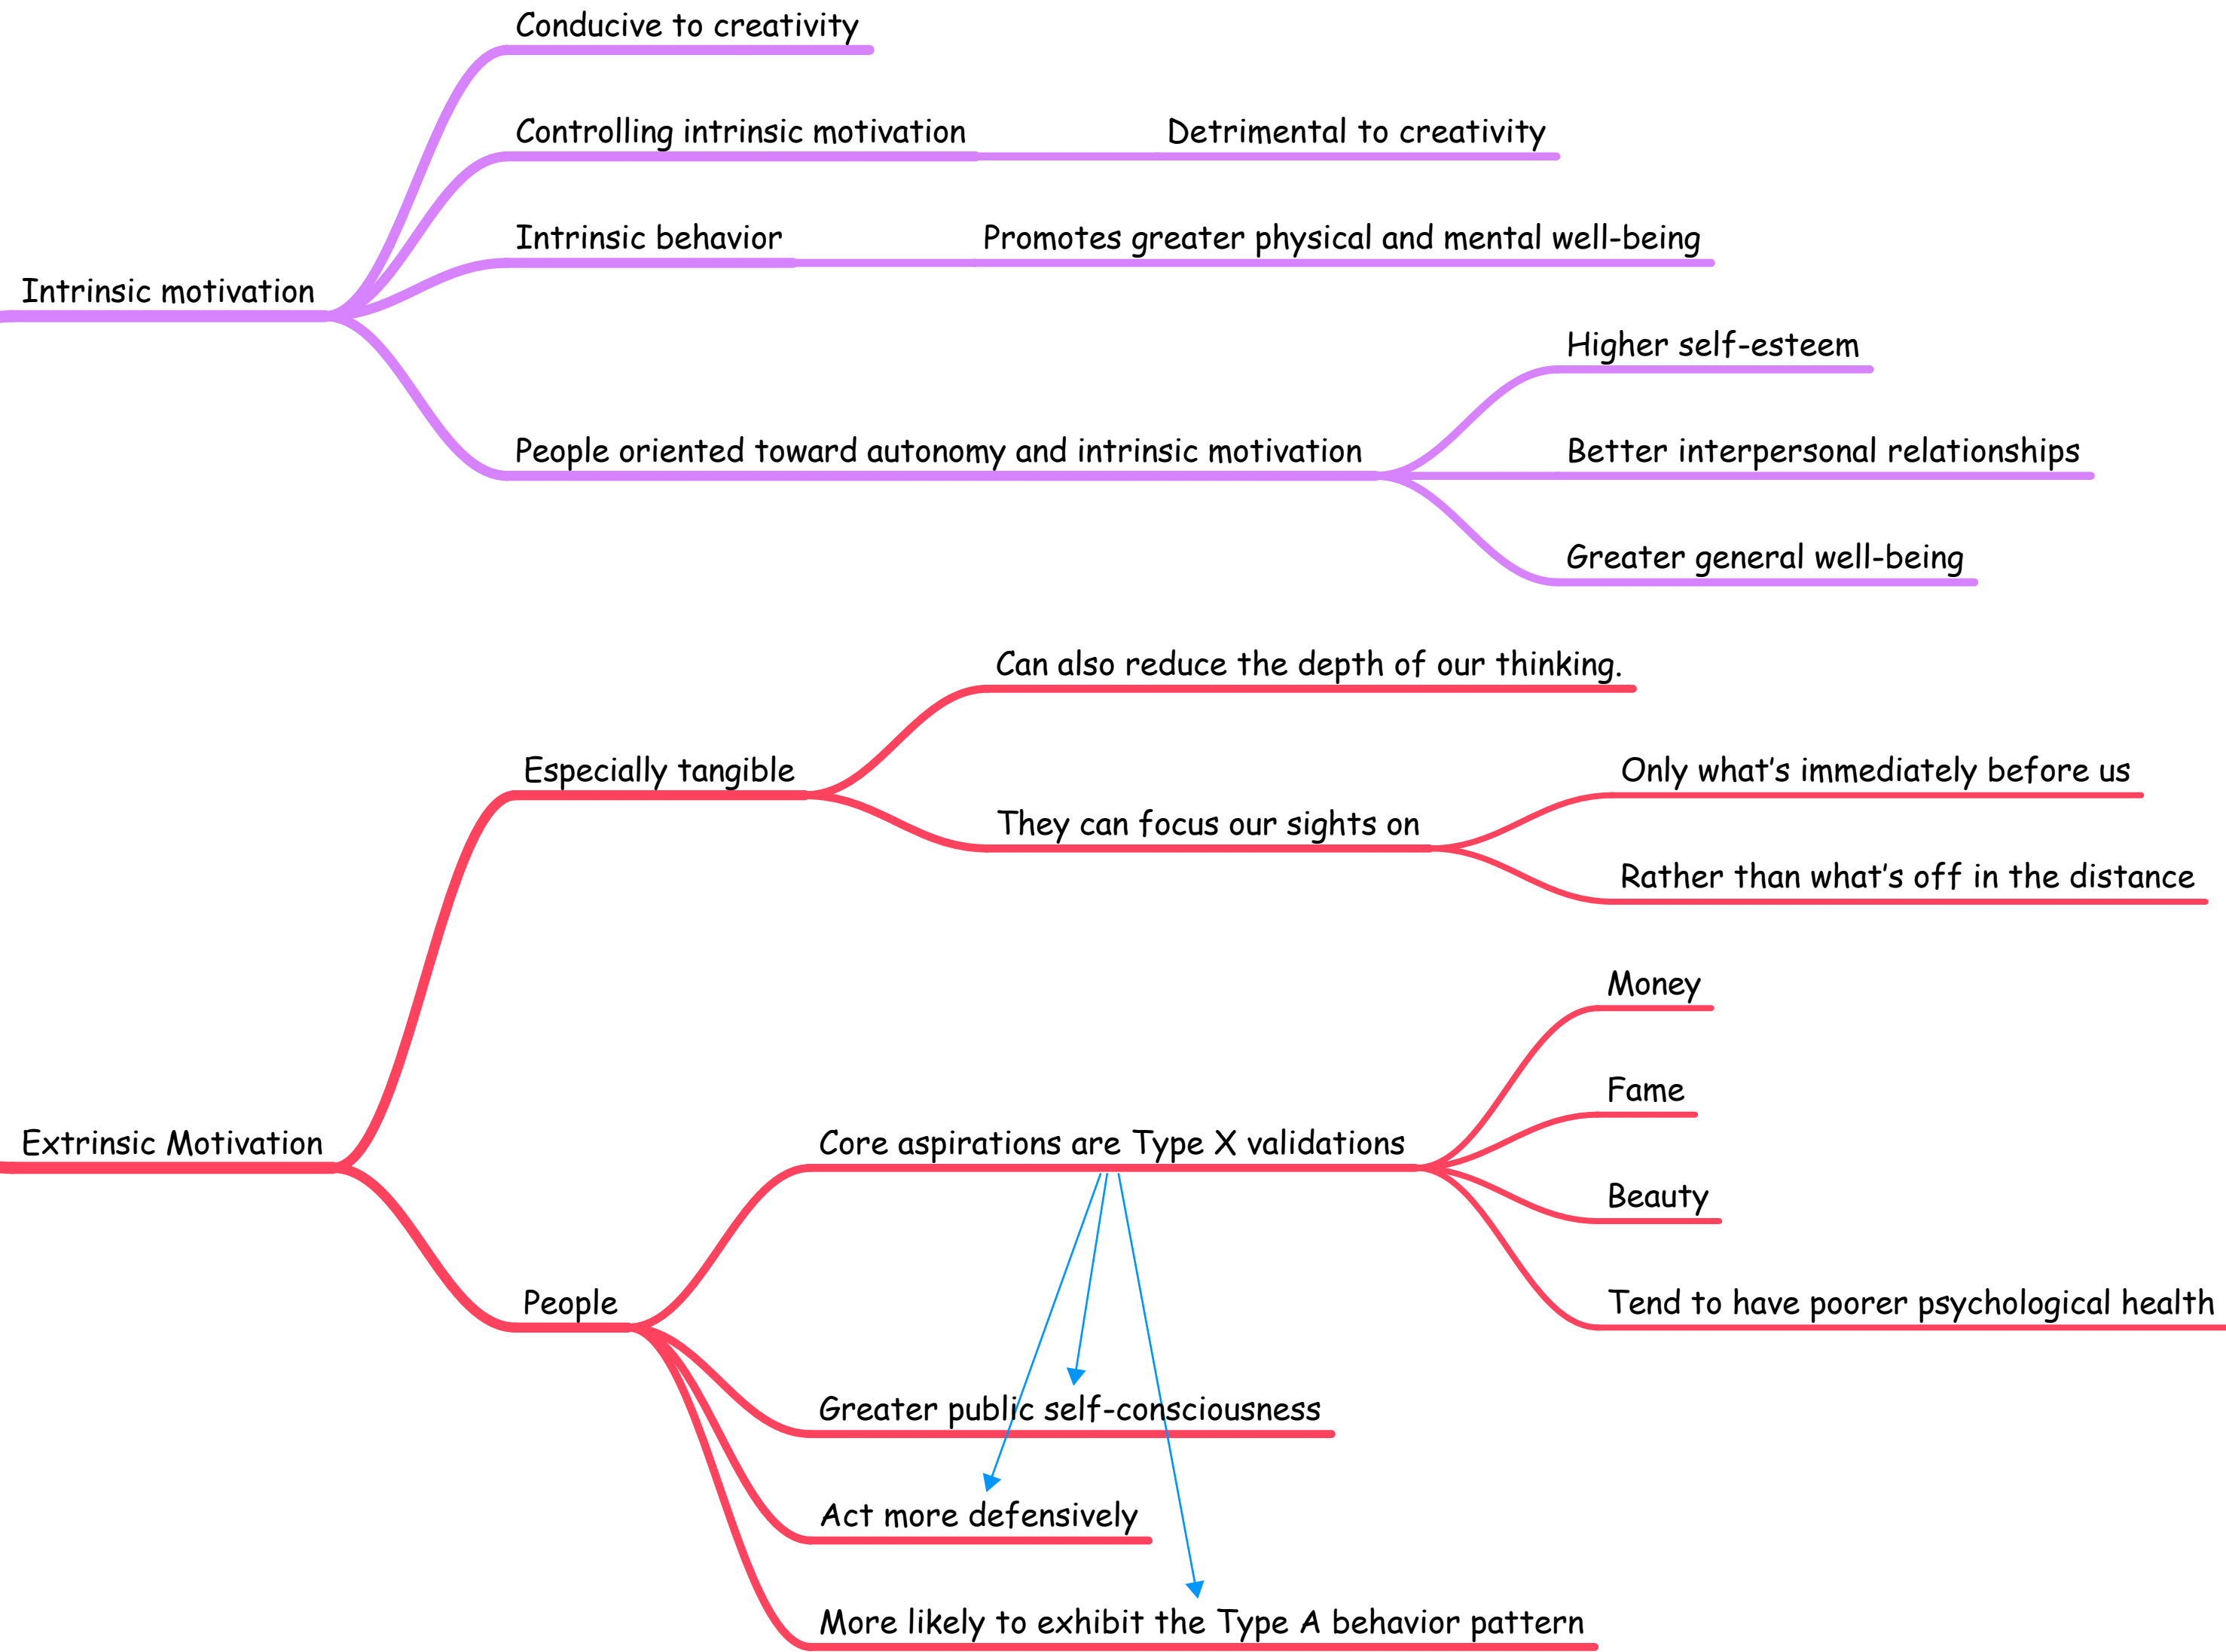 Conducive to creativity
Controlling intrinsic motivation
Detrimental to creativity
Intrinsic behavior
Promotes greater physical and mental well-being
Intrinsic motivation
Higher self-esteem
People oriented toward autonomy and intrinsic motivation
Better interpersonal relationships
Greater general well-being
Can also reduce the depth of our thinking.
Especially tangible
Only what's immediately before us
They can focus our sights on
Rather than what's off in the distance
Money
Fame
Extrinsic Motivation
Core aspirations are Type X validations
Beauty
People
Tend to have poorer psychological health
Greater public self-consciousness
Act more defensively
More likely to exhibit the Type A behavior pattern